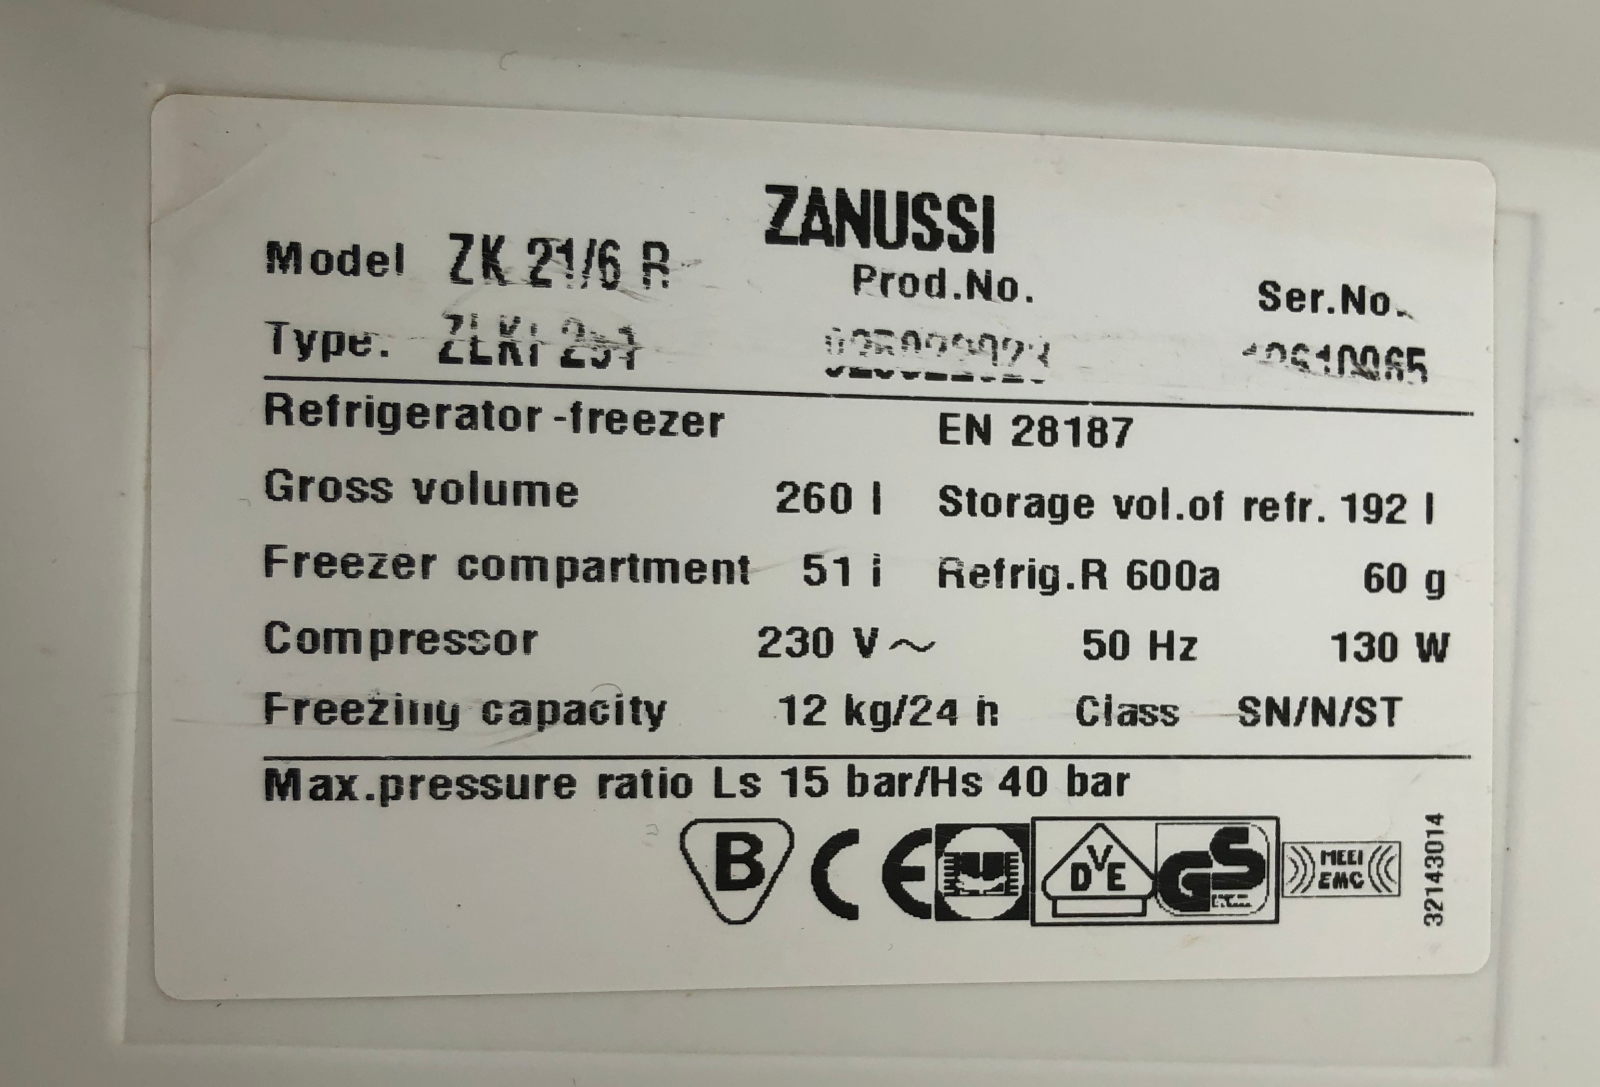 ZANUSSI
Model ZK 21/6 R Prod.No. Ser.No.
Type.
Refrigerator-freezer EN 28187
Gross volume 260 l Storage vol.of refr. 192 l
Freezer compartment 51 l Refrig.R 600a 60 g
Compressor 230 V~ 50 Hz 130 W
Freezing capacity 12 kg/24 h Class SN/N/ST
Max.pressure ratio Ls 15 bar/Hs 40 bar
B CE DVE GS MEEI EMC
32143014